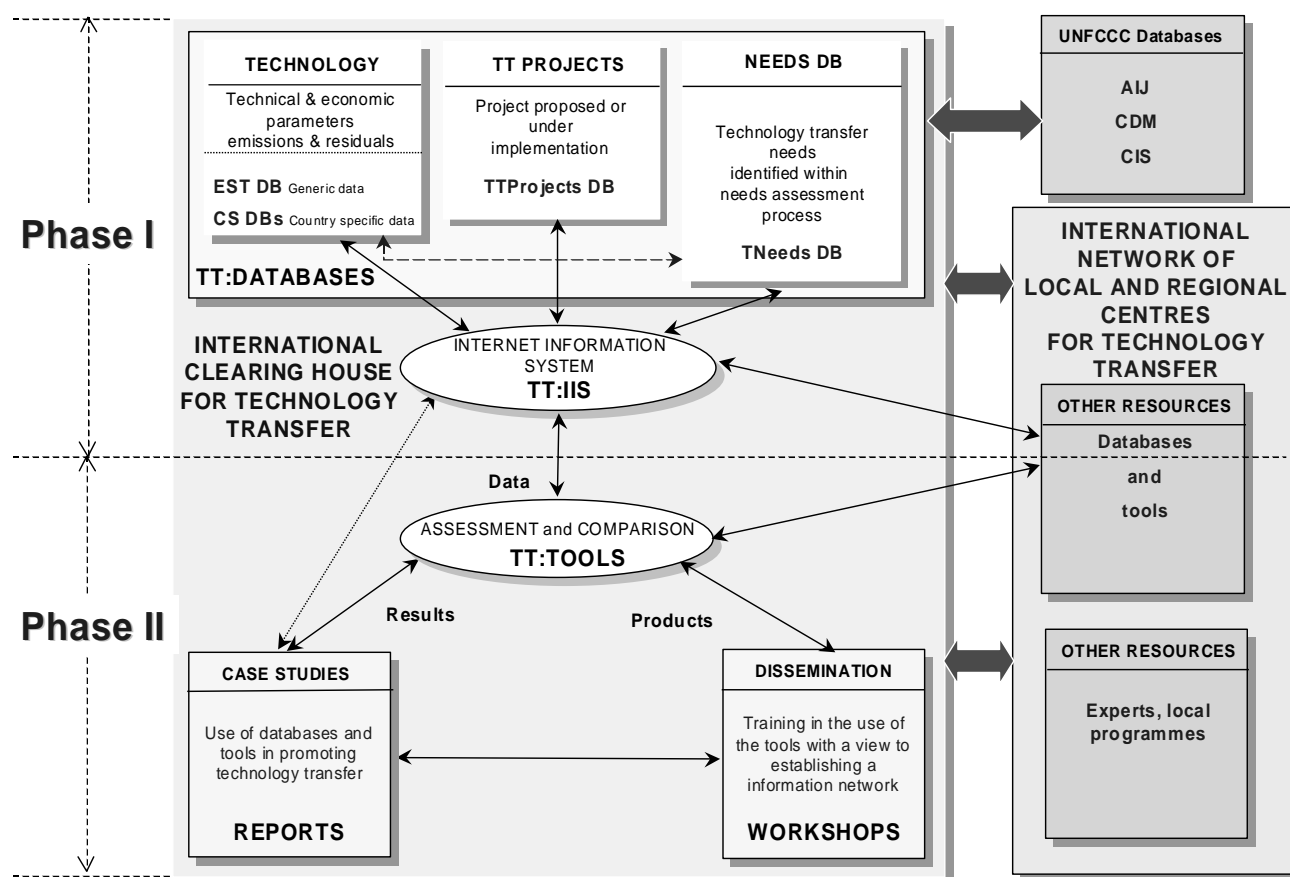 Phase I
TECHNOLOGY
Technical & economic
parameters
emissions & residuals
EST DB Generic data
CS DBs Country specific data
TT PROJECTS
Project proposed or
under
implementation
TTProjects DB
NEEDS DB
Technology transfer
needs
identified within
needs assessment
process
TNeeds DB
TT:DATABASES
INTERNATIONAL
CLEARING HOUSE
FOR TECHNOLOGY
TRANSFER
INTERNET INFORMATION
SYSTEM
TT:IIS
UNFCCC Databases
AIJ
CDM
CIS
INTERNATIONAL
NETWORK OF
LOCAL AND REGIONAL
CENTRES
FOR TECHNOLOGY
TRANSFER
OTHER RESOURCES
Databases
and
tools
Phase II
Data
ASSESSMENT and COMPARISON
TT:TOOLS
Results
Products
CASE STUDIES
Use of databases and
tools in promoting
technology transfer
REPORTS
DISSEMINATION
Training in the use of
the tools with a view to
establishing a
information network
WORKSHOPS
OTHER RESOURCES
Experts, local
programmes